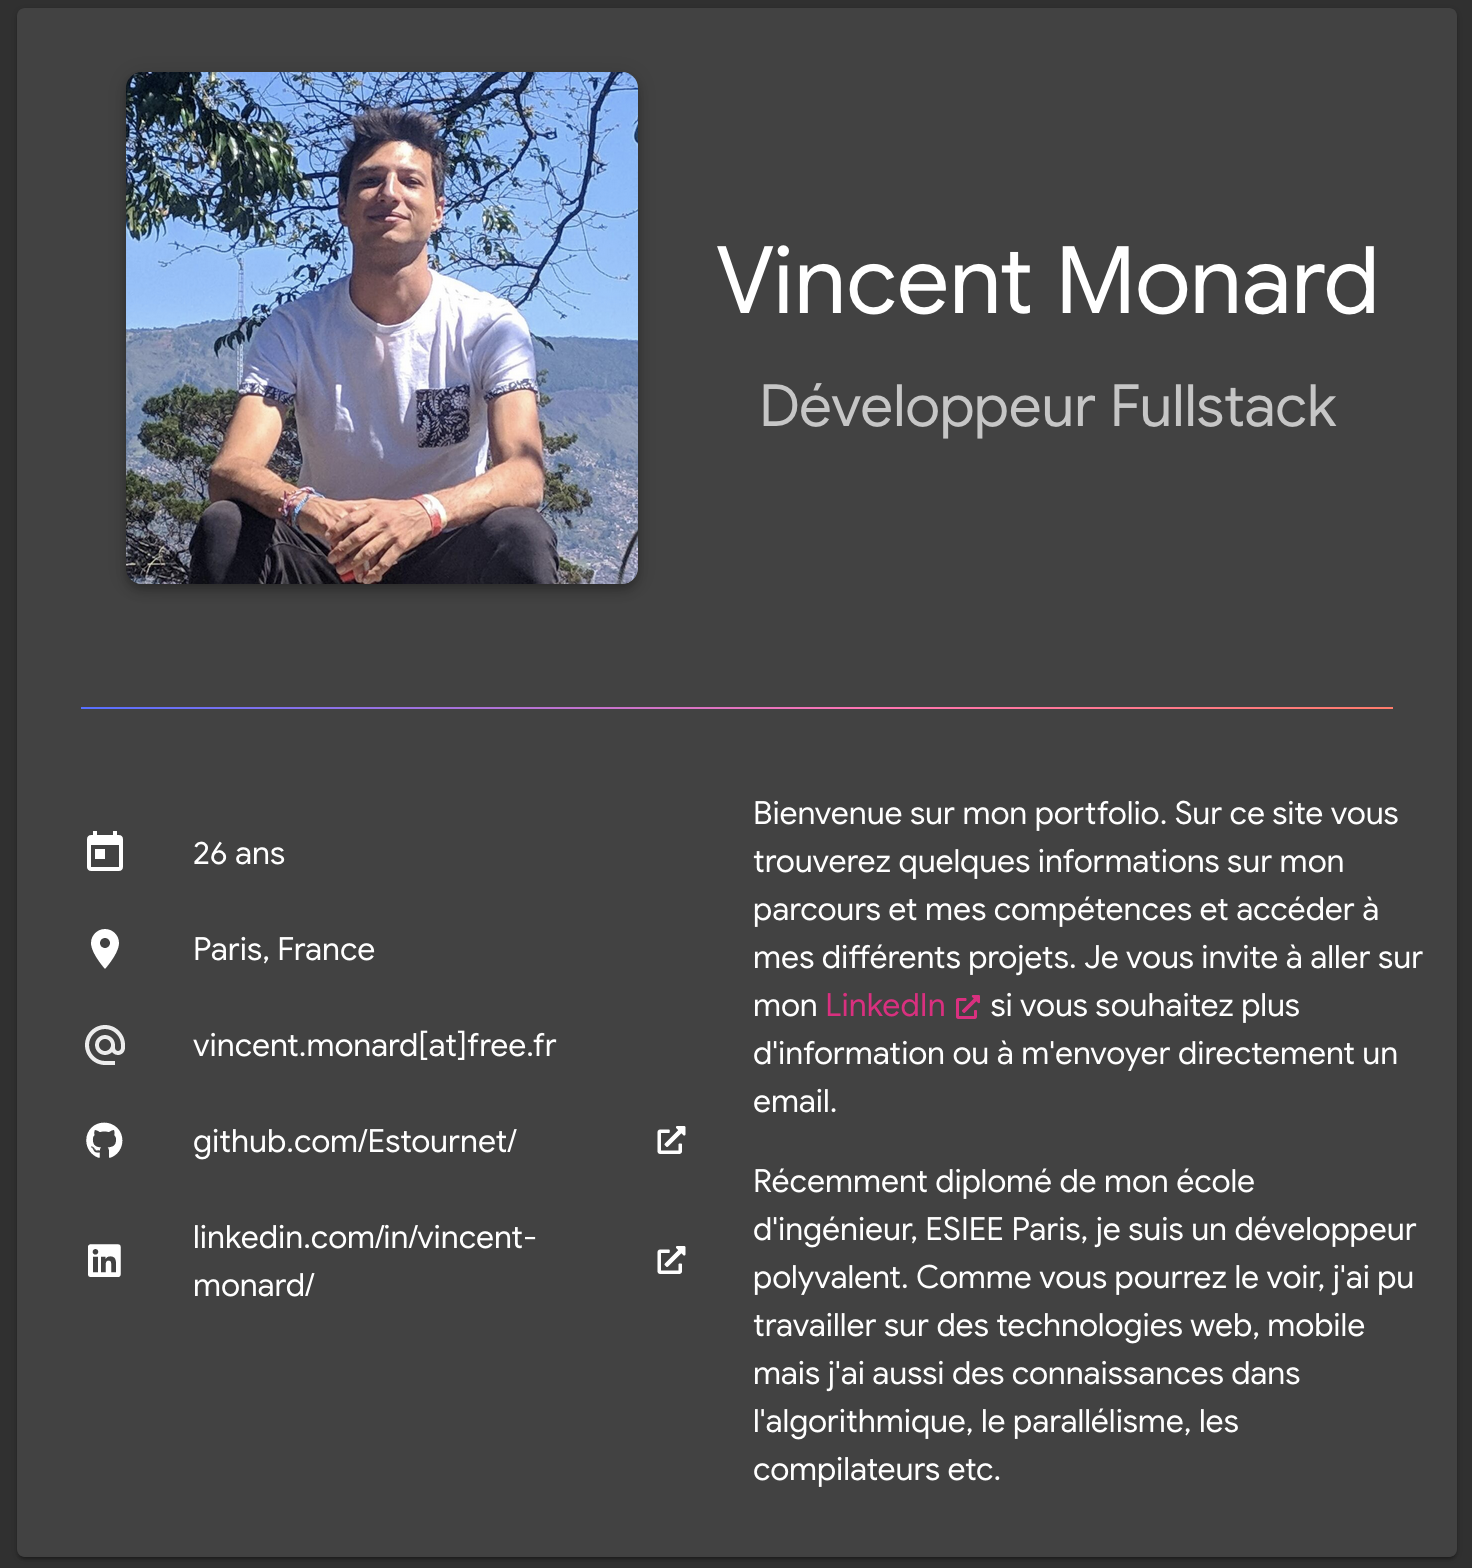 Vincent Monard
Développeur Fullstack
26 ans
Paris, France
vincent.monard[at]free.fr
github.com/Estournet/
linkedin.com/in/vincent-
monard/
Bienvenue sur mon portfolio. Sur ce site vous
trouverez quelques informations sur mon
parcours et mes compétences et accéder à
mes différents projets. Je vous invite à aller sur
mon LinkedIn si vous souhaitez plus
d'information ou à m'envoyer directement un
email.
Récemment diplomé de mon école
d'ingénieur, ESIEE Paris, je suis un développeur
polyvalent. Comme vous pourrez le voir, j'ai pu
travailler sur des technologies web, mobile
mais j'ai aussi des connaissances dans
l'algorithmique, le parallélisme, les
compilateurs etc.